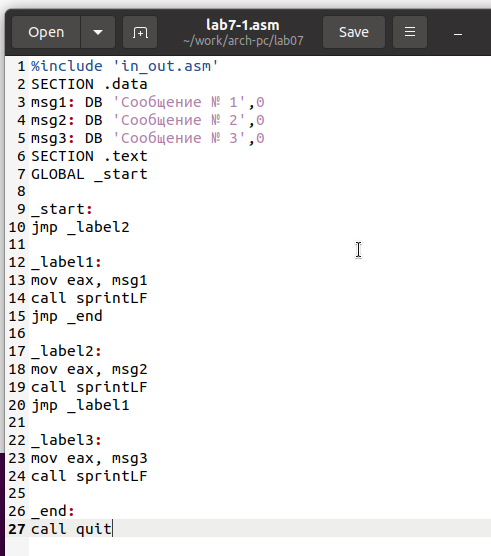 lab7-1.asm
Open ~/work/arch-pc/lab07 Save
1 %include 'in_out.asm'
2 SECTION .data
3 msg1: DB 'Сообщение № 1',0
4 msg2: DB 'Сообщение № 2',0
5 msg3: DB 'Сообщение № 3',0
6 SECTION .text
7 GLOBAL _start
8
9 _start:
10 jmp _label2
11
12 _label1:
13 mov eax, msg1
14 call sprintLF
15 jmp _end
16
17 _label2:
18 mov eax, msg2
19 call sprintLF
20 jmp _label1
21
22 _label3:
23 mov eax, msg3
24 call sprintLF
25
26 _end:
27 call quit